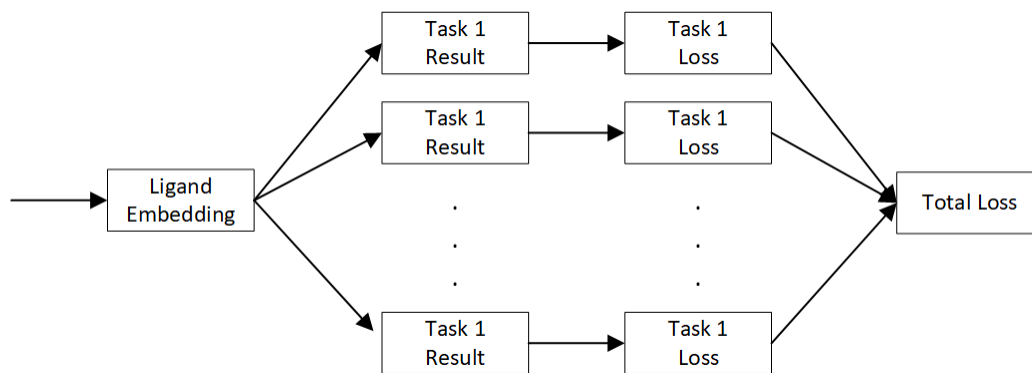 Task 1
Result
Task 1
Loss
Task 1
Result
Task 1
Loss
Ligand
Embedding
Total Loss
.
.
.
.
.
.
Task 1
Result
Task 1
Loss